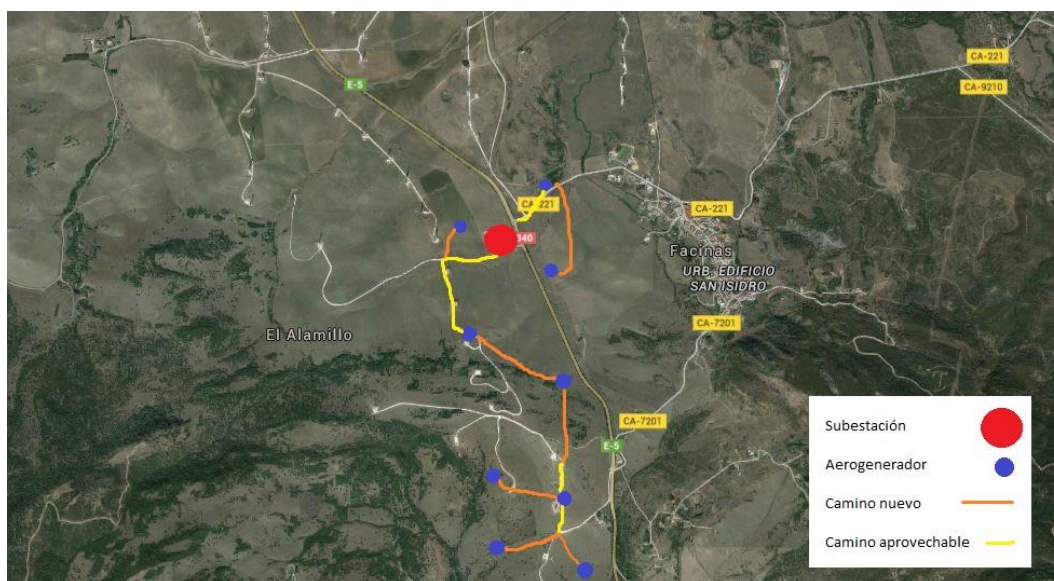 CA-221
CA-9210
E-5
CA-221
CA-221
340
Facinas
URB. EDIFICIO
SAN ISIDRO
CA-7201
El Alamillo
CA-7201
E-5
Subestación
Aerogenerador
Camino nuevo
Camino aprovechable